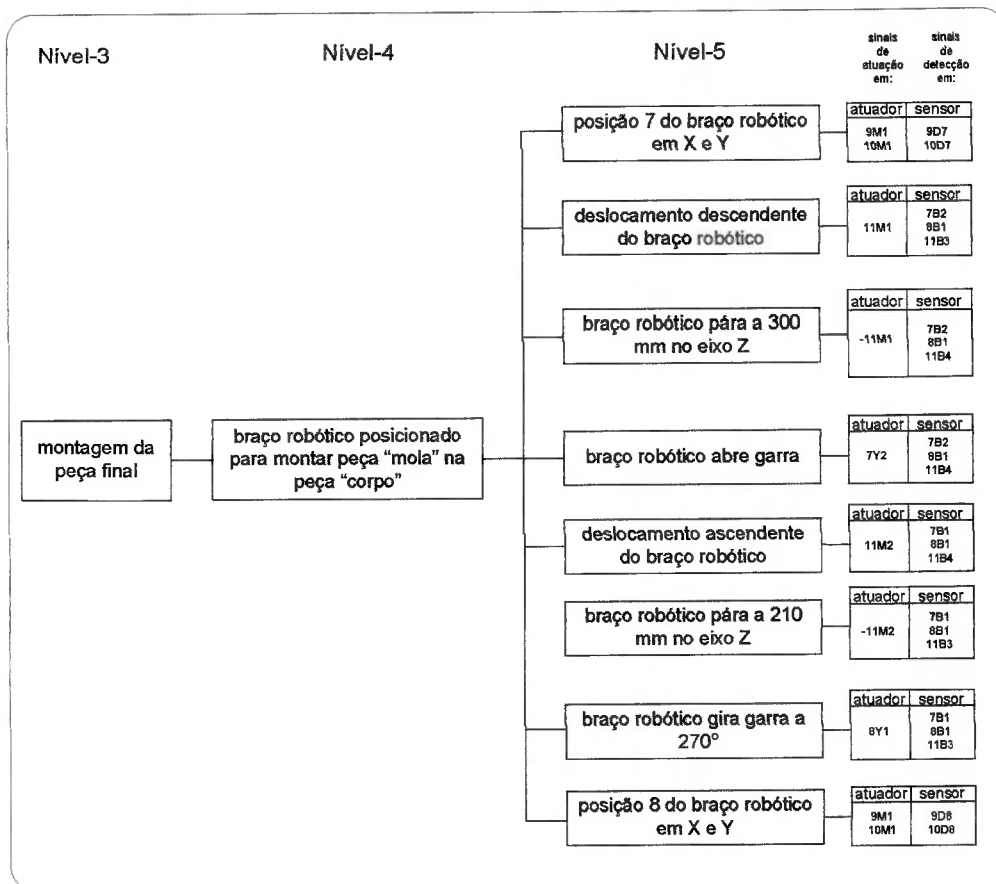 Nível-3
Nível-4
Nível-5
sinais
de
atuação
em:
sinais
de
detecção
em:
posição 7 do braço robótico
em X e Y
atuador sensor
9M1 9D7
10M1 10D7
deslocamento descendente
do braço robótico
atuador sensor
7B2
11M1 8B1
11B3
braço robótico pára a 300
mm no eixo Z
atuador sensor
7B2
-11M1 8B1
11B4
montagem da
peça final
braço robótico posicionado
para montar peça “mola” na
peça “corpo”
braço robótico abre garra
atuador sensor
7B2
7Y2 8B1
11B4
deslocamento ascendente
do braço robótico
atuador sensor
7B1
11M2 8B1
11B4
braço robótico pára a 210
mm no eixo Z
atuador sensor
7B1
-11M2 8B1
11B3
braço robótico gira garra a
270º
atuador sensor
7B1
8Y1 8B1
11B3
posição 8 do braço robótico
em X e Y
atuador sensor
9M1 9D8
10M1 10D8